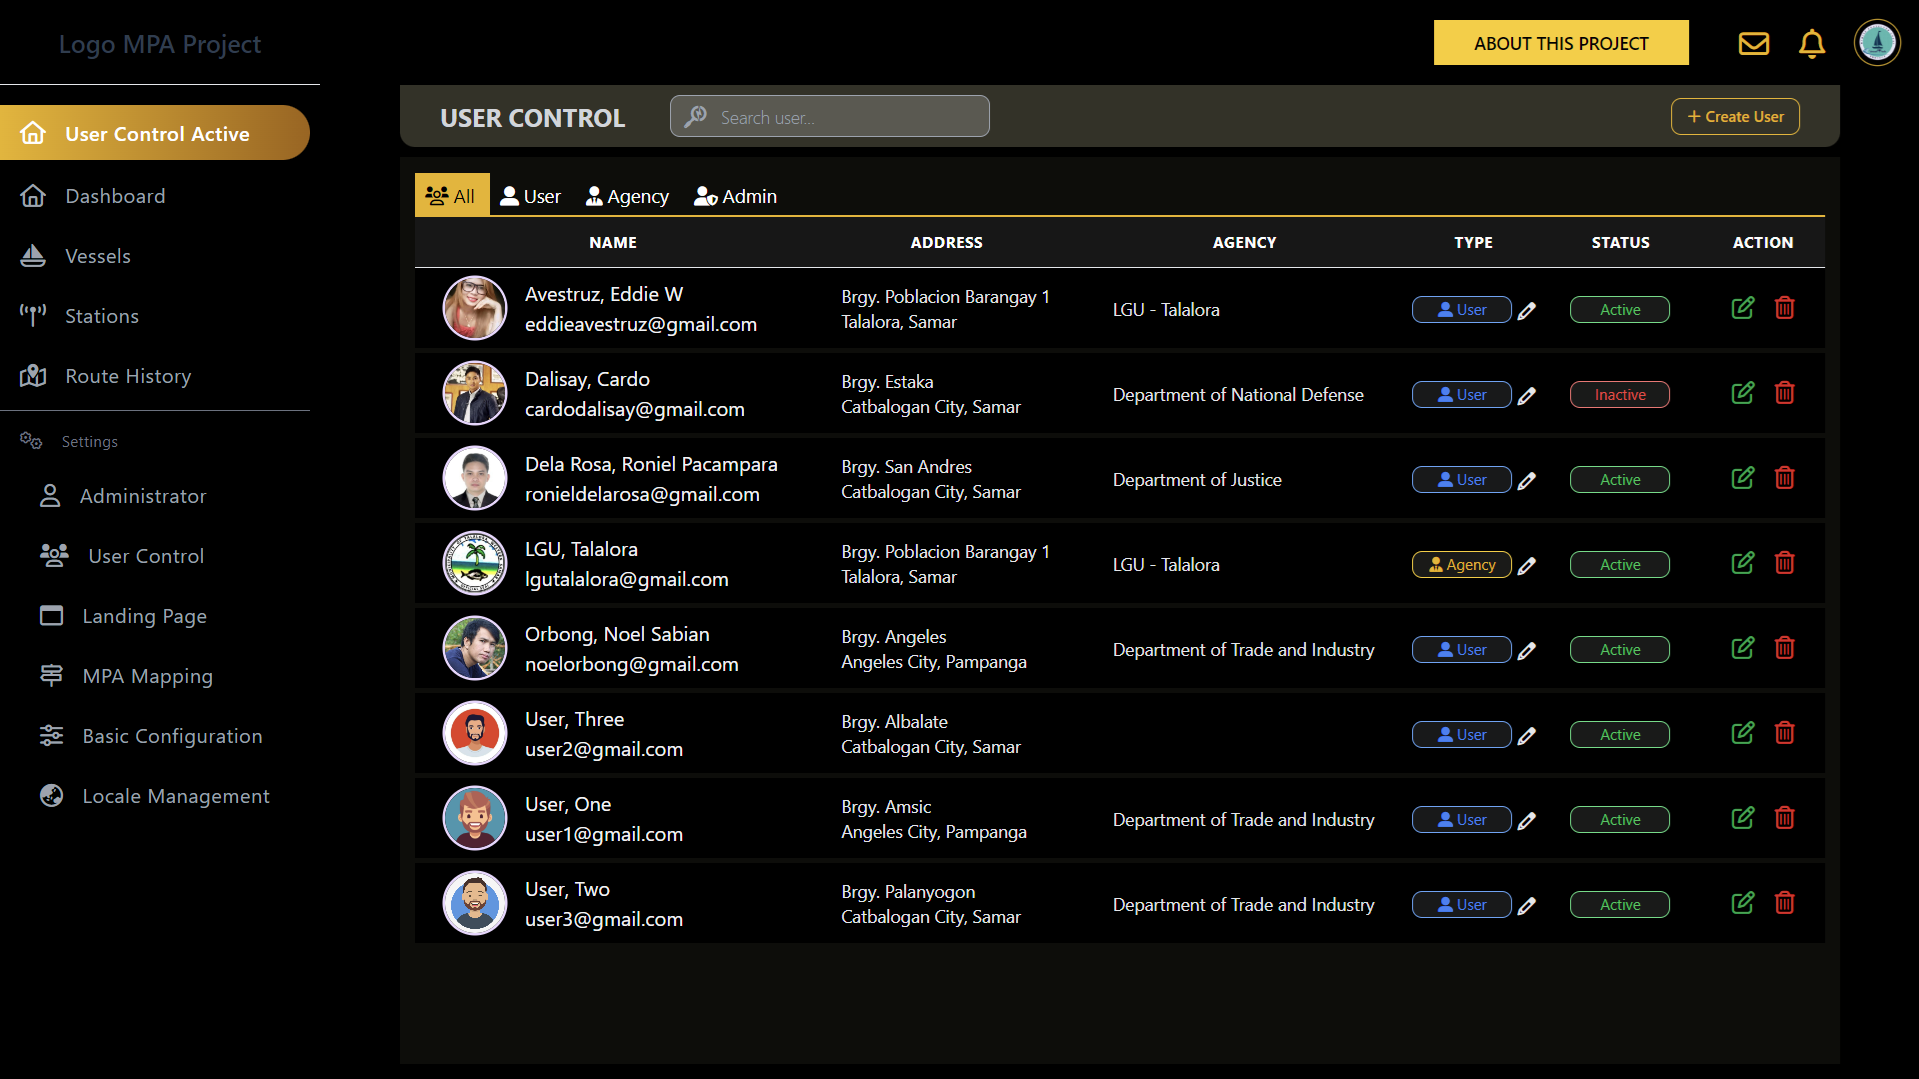 Logo MPA Project
ABOUT THIS PROJECT
User Control Active
Dashboard
Vessels
Stations
Route History
Settings
Administrator
User Control
Landing Page
MPA Mapping
Basic Configuration
Locale Management
USER CONTROL
Search user...
+ Create User
All User Agency Admin
NAME ADDRESS AGENCY TYPE STATUS ACTION
Avestruz, Eddie W
eddieavestruz@gmail.com
Brgy. Poblacion Barangay 1
Talalora, Samar
LGU - Talalora
User
Active
Dalisay, Cardo
cardodalisay@gmail.com
Brgy. Estaka
Catbalogan City, Samar
Department of National Defense
User
Inactive
Dela Rosa, Roniel Pacampara
ronieldelarosa@gmail.com
Brgy. San Andres
Catbalogan City, Samar
Department of Justice
User
Active
LGU, Talalora
lgutalalora@gmail.com
Brgy. Poblacion Barangay 1
Talalora, Samar
LGU - Talalora
Agency
Active
Orbong, Noel Sabian
noelorbong@gmail.com
Brgy. Angeles
Angeles City, Pampanga
Department of Trade and Industry
User
Active
User, Three
user2@gmail.com
Brgy. Albalate
Catbalogan City, Samar
User
Active
User, One
user1@gmail.com
Brgy. Amsic
Angeles City, Pampanga
Department of Trade and Industry
User
Active
User, Two
user3@gmail.com
Brgy. Palanyogon
Catbalogan City, Samar
Department of Trade and Industry
User
Active